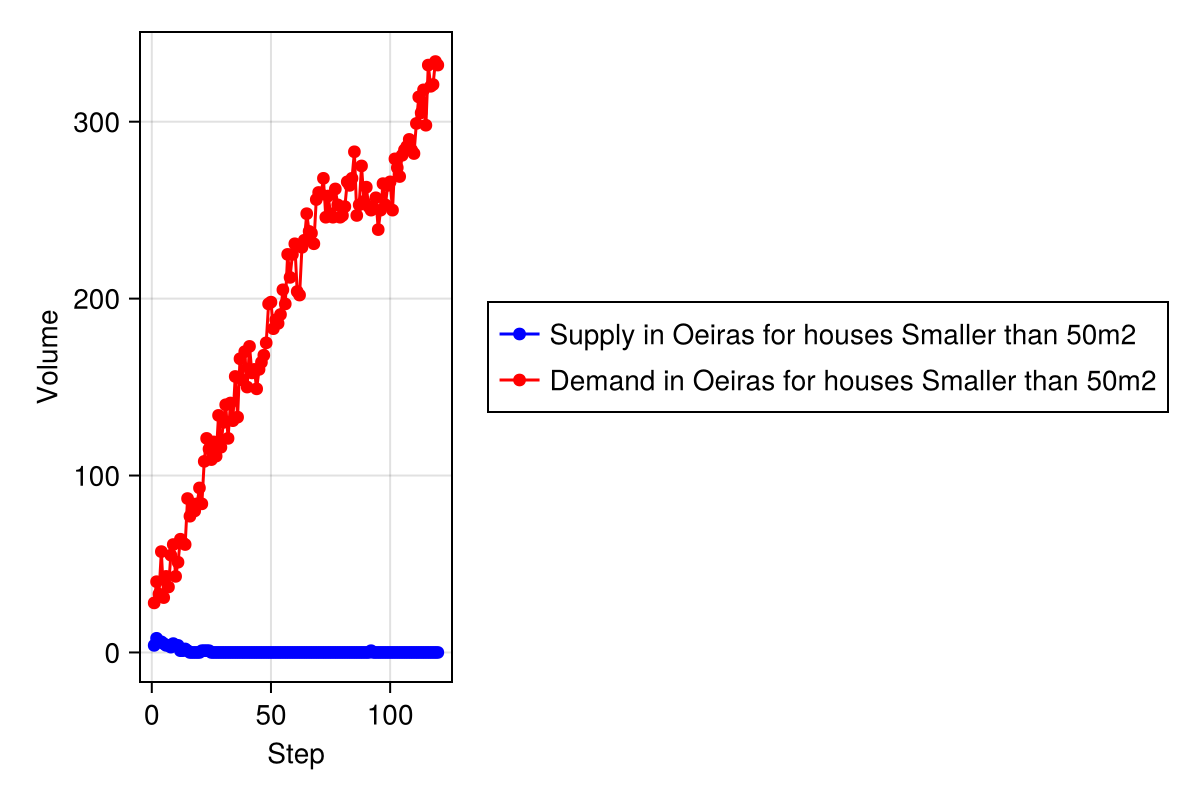 300
200
100
0
Volume
0 50 100
Step
Supply in Oeiras for houses Smaller than 50m2
Demand in Oeiras for houses Smaller than 50m2